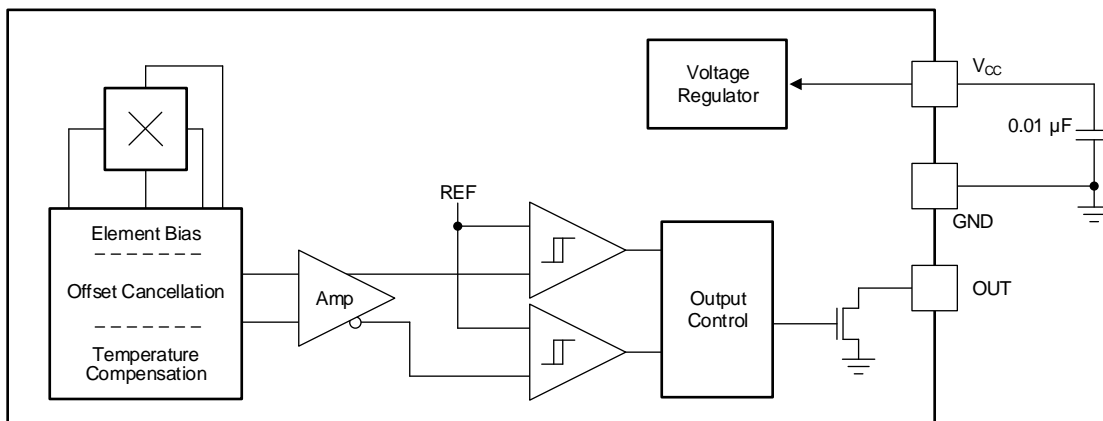 Voltage
Regulator
VCC
0.01 µF
GND
REF
Element Bias
Offset Cancellation
Temperature
Compensation
Amp
Output
Control
OUT